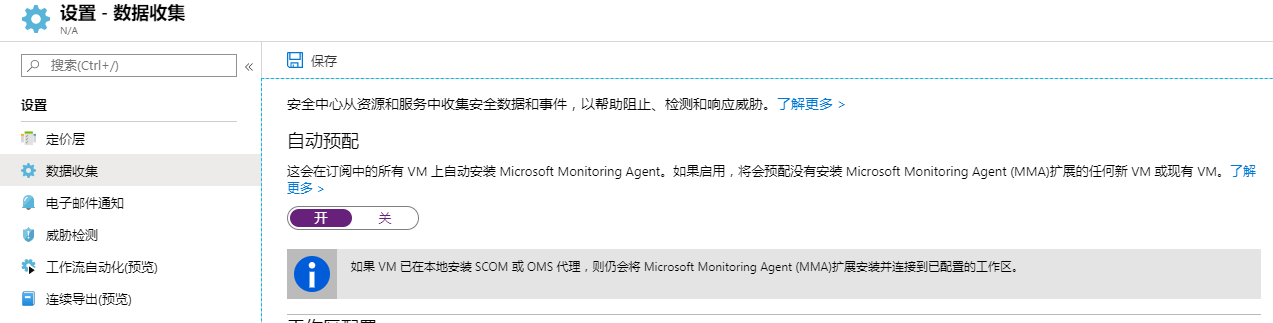 设置 - 数据收集
N/A
搜索(Ctrl+/)
«
保存
设置
定价层
数据收集
电子邮件通知
威胁检测
工作流自动化(预览)
连续导出(预览)
安全中心从资源和服务中收集安全数据和事件，以帮助阻止、检测和响应威胁。了解更多 >
自动预配
这会在订阅中的所有 VM 上自动安装 Microsoft Monitoring Agent。如果启用，将会预配没有安装 Microsoft Monitoring Agent (MMA)扩展的任何新 VM 或现有 VM。了解
更多 >
开 关
如果 VM 已在本地安装 SCOM 或 OMS 代理，则仍会将 Microsoft Monitoring Agent (MMA)扩展安装并连接到已配置的工作区。
工作区配置